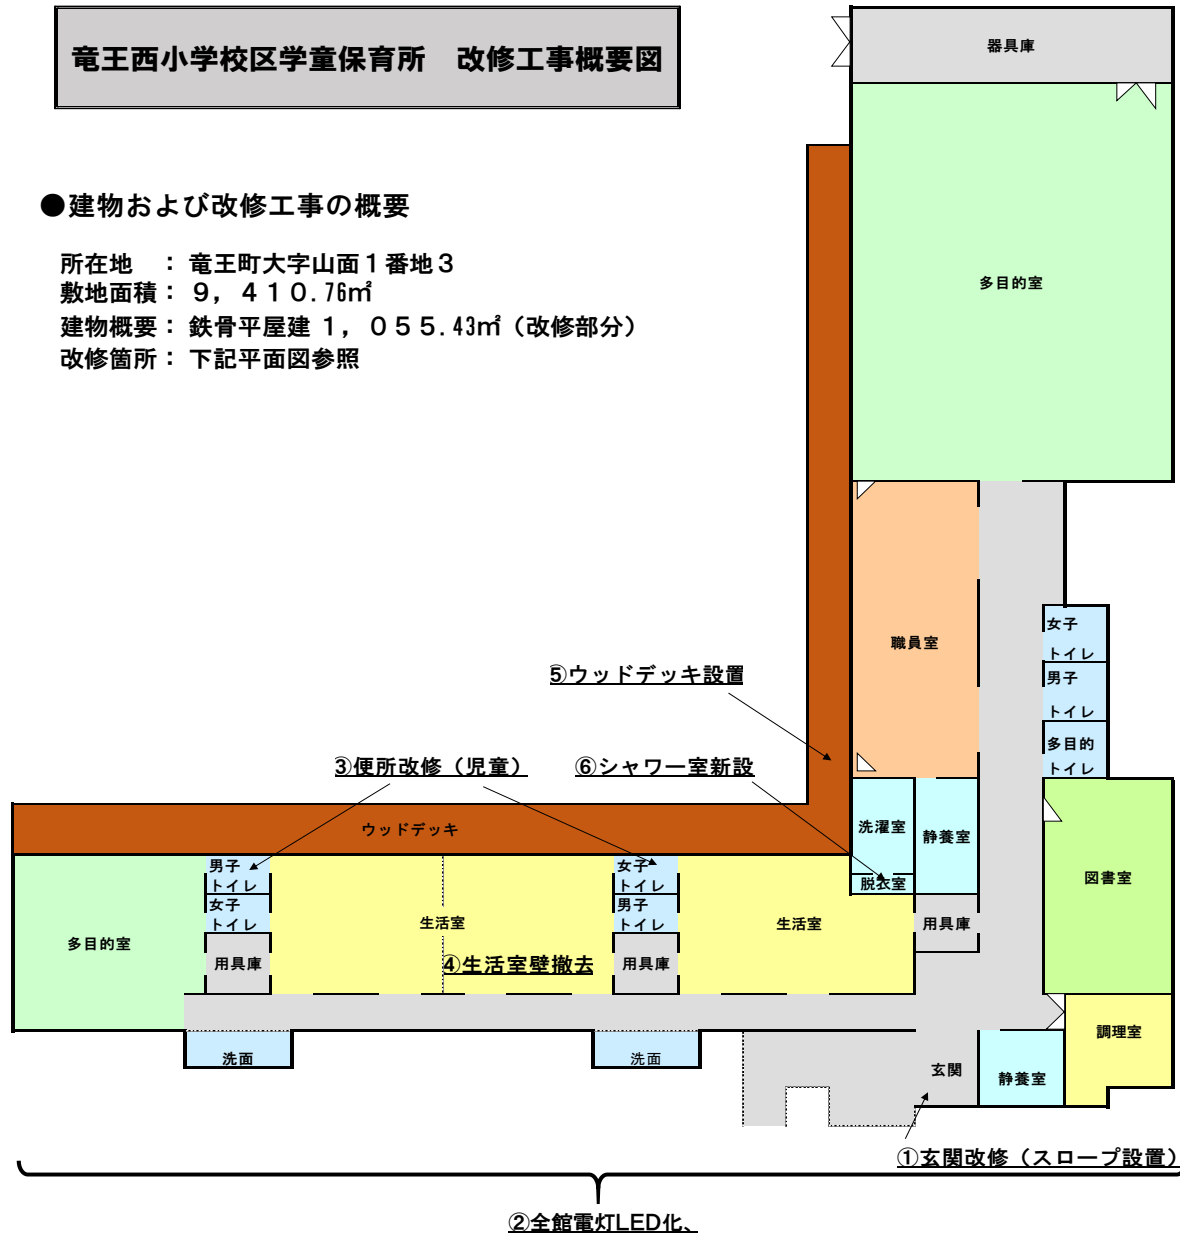 竜王西小学校区学童保育所　改修工事概要図
器具庫
●建物および改修工事の概要
所在地　：竜王町大字山面１番地３
敷地面積：９，４１０.76㎡
建物概要：鉄骨平屋建 １，０５５.43㎡（改修部分）
改修箇所：下記平面図参照
多目的室
職員室
女子
トイレ
男子
トイレ
多目的
トイレ
⑤ウッドデッキ設置
③便所改修（児童）
⑥シャワー室新設
ウッドデッキ
洗濯室
静養室
脱衣室
図書室
男子
トイレ
女子
トイレ
用具庫
多目的室
生活室
④生活室壁撤去
女子
トイレ
男子
トイレ
用具庫
生活室
用具庫
洗面
洗面
玄関
静養室
調理室
①玄関改修（スロープ設置）
②全館電灯LED化、